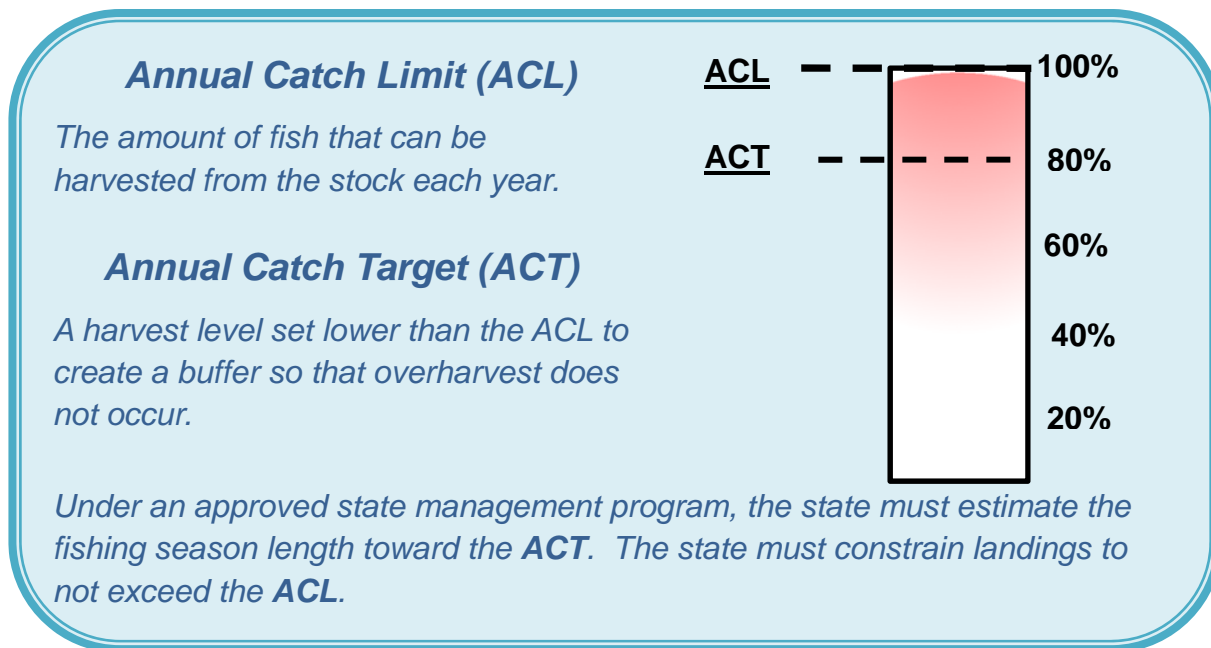 Annual Catch Limit (ACL)
The amount of fish that can be
harvested from the stock each year.
Annual Catch Target (ACT)
A harvest level set lower than the ACL to
create a buffer so that overharvest does
not occur.
ACL
100%
ACT
80%
60%
40%
20%
Under an approved state management program, the state must estimate the
fishing season length toward the ACT.  The state must constrain landings to
not exceed the ACL.